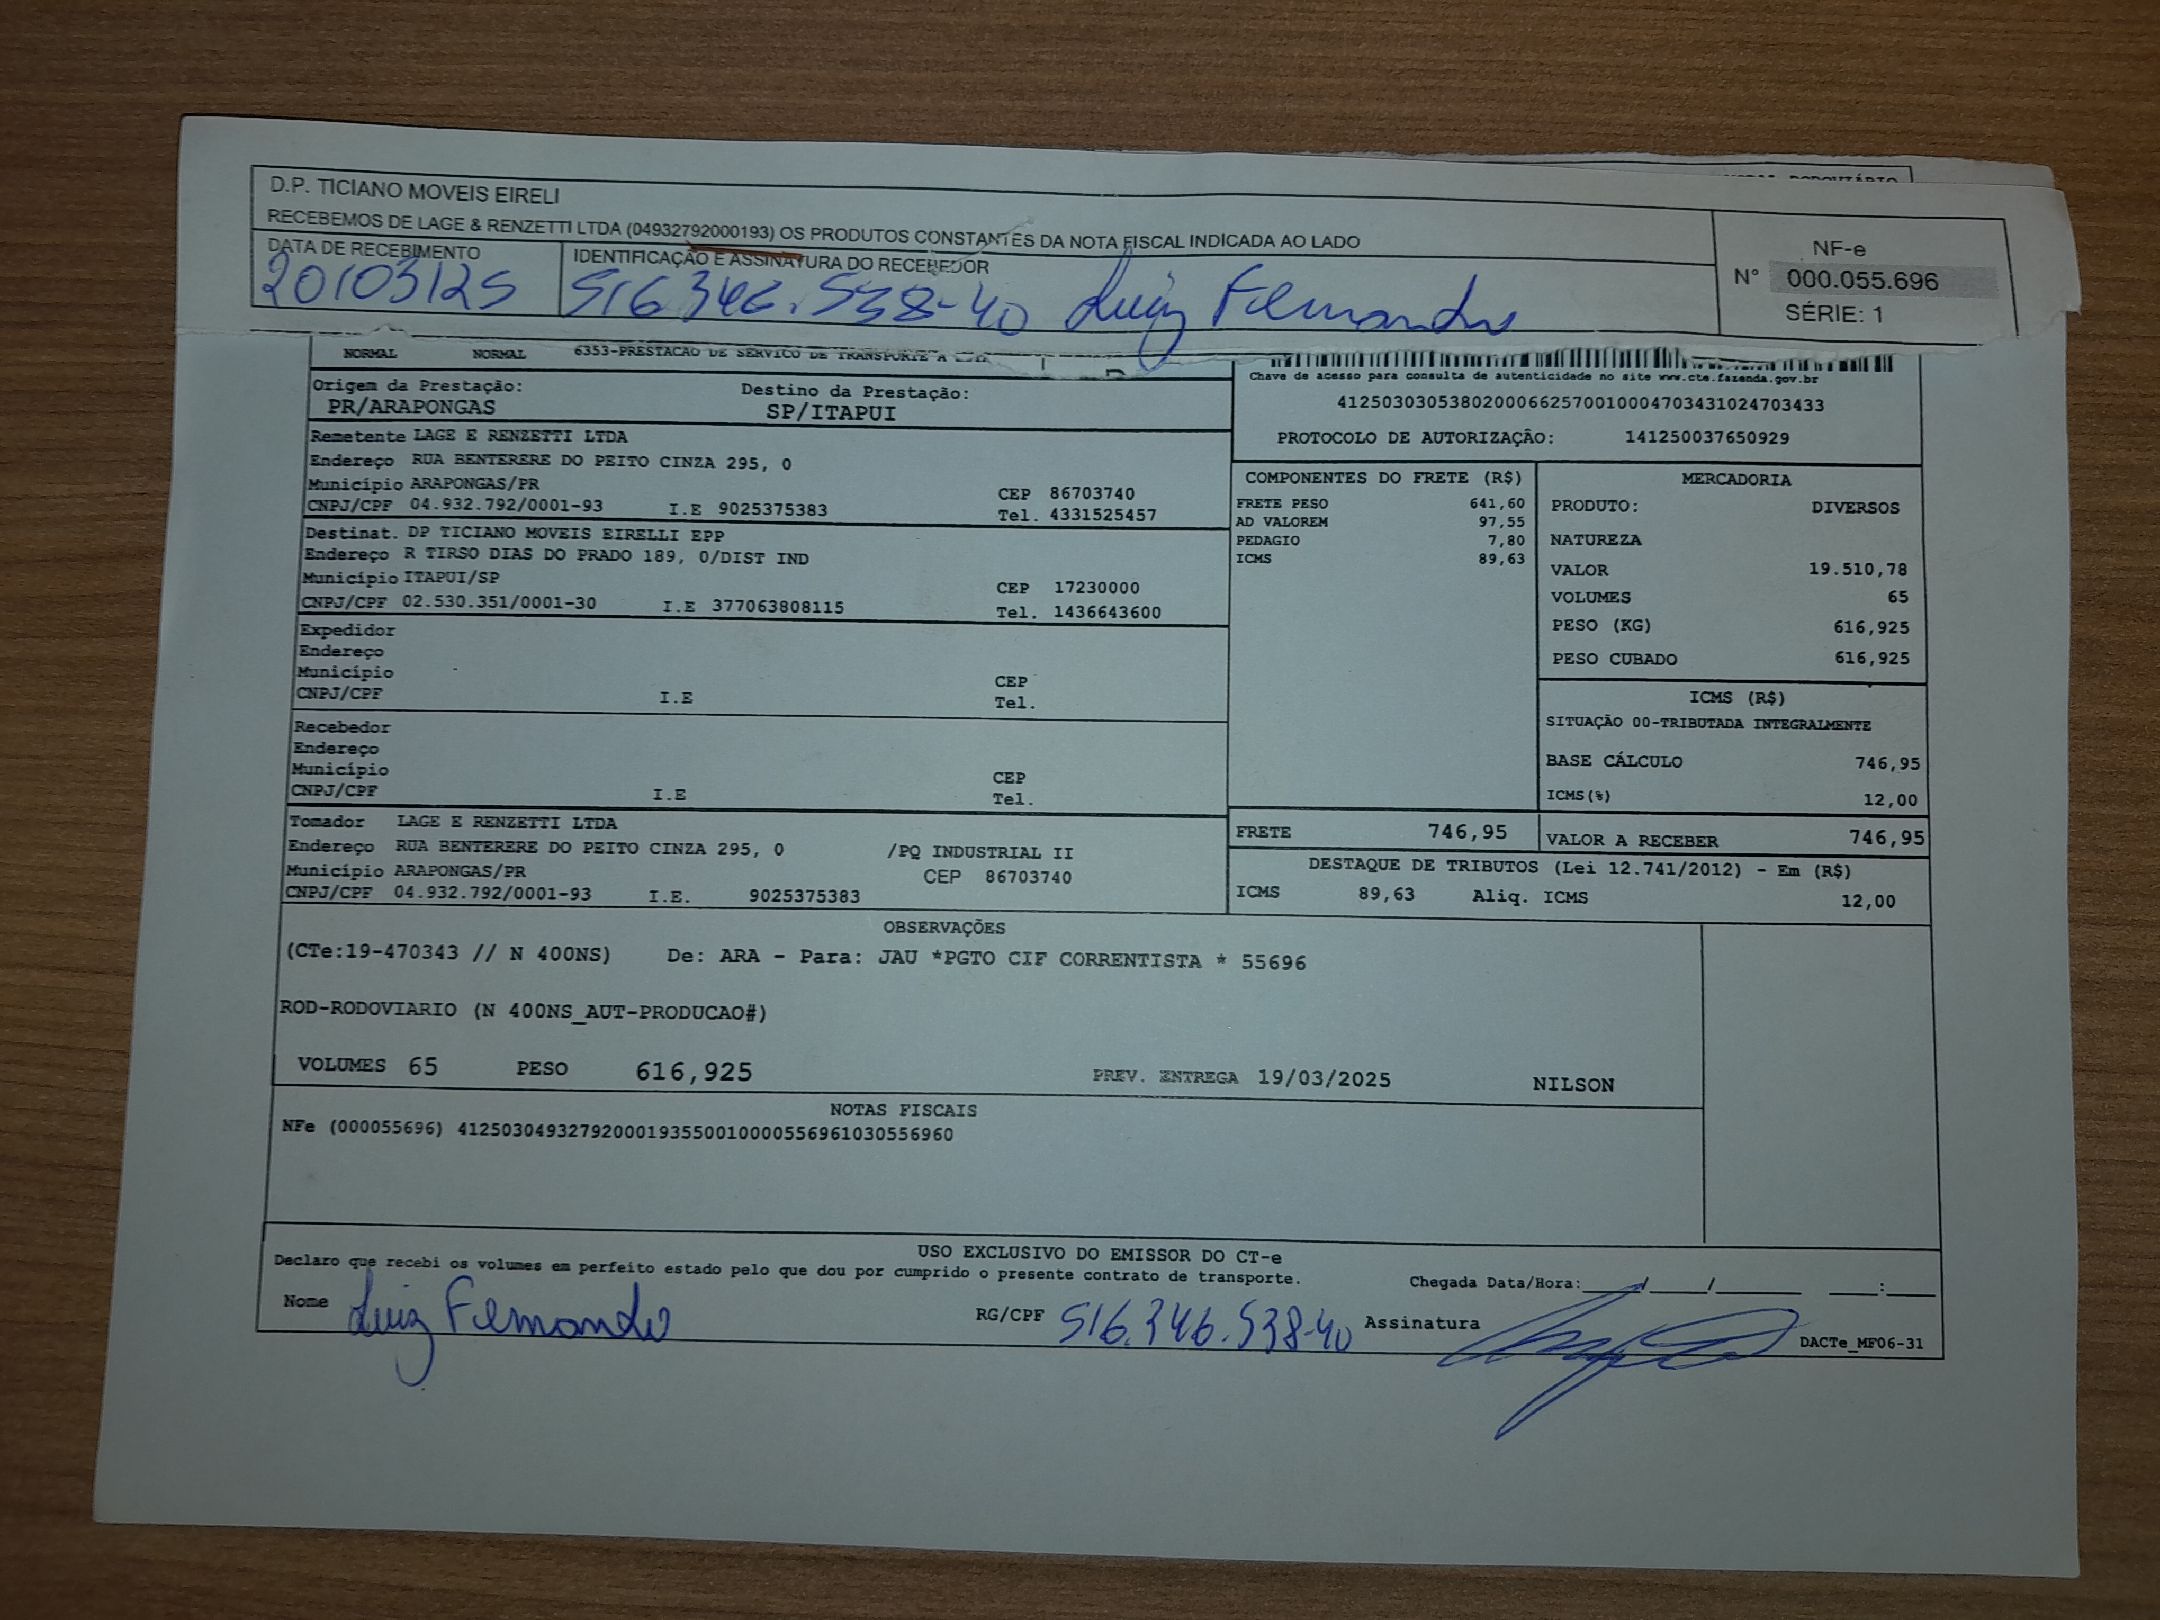 D.P. TICIANO MOVEIS EIRELI
RECEBEMOS DE LAGE & RENZETTI LTDA (04932792000193) OS PRODUTOS CONSTANTES DA NOTA FISCAL INDICADA AO LADO
DATA DE RECEBIMENTO
20/03/25
IDENTIFICAÇÃO E ASSINATURA DO RECEBEDOR
516 346.538-40 Luiz Fernando
NF-e
N° 000.055.696
SÉRIE: 1
NORMAL NORMAL 6353-PRESTACAO DE SERVICO DE TRANSPORTE A
Origem da Prestação: Destino da Prestação:
PR/ARAPONGAS SP/ITAPUI
Chave de acesso para consulta de autenticidade no site www.cte.fazenda.gov.br
41250303053802000662570010004703431024703433
PROTOCOLO DE AUTORIZAÇÃO: 141250037650929
Remetente LAGE E RENZETTI LTDA
Endereço RUA BENTERERE DO PEITO CINZA 295, 0
Município ARAPONGAS/PR CEP 86703740
CNPJ/CPF 04.932.792/0001-93 I.E 9025375383 Tel. 4331525457
Destinat. DP TICIANO MOVEIS EIRELLI EPP
Endereço R TIRSO DIAS DO PRADO 189, 0/DIST IND
Município ITAPUI/SP CEP 17230000
CNPJ/CPF 02.530.351/0001-30 I.E 377063808115 Tel. 1436643600
Expedidor
Endereço
Município CEP
CNPJ/CPF I.E Tel.
Recebedor
Endereço
Município CEP
CNPJ/CPF I.E Tel.
Tomador LAGE E RENZETTI LTDA
Endereço RUA BENTERERE DO PEITO CINZA 295, 0 /PQ INDUSTRIAL II
Município ARAPONGAS/PR CEP 86703740
CNPJ/CPF 04.932.792/0001-93 I.E. 9025375383
COMPONENTES DO FRETE (R$)
FRETE PESO 641,60
AD VALOREM 97,55
PEDAGIO 7,80
ICMS 89,63
MERCADORIA
PRODUTO: DIVERSOS
NATUREZA
VALOR 19.510,78
VOLUMES 65
PESO (KG) 616,925
PESO CUBADO 616,925
ICMS (R$)
SITUAÇÃO 00-TRIBUTADA INTEGRALMENTE
BASE CÁLCULO 746,95
ICMS(%) 12,00
FRETE 746,95 VALOR A RECEBER 746,95
DESTAQUE DE TRIBUTOS (Lei 12.741/2012) - Em (R$)
ICMS 89,63 Aliq. ICMS 12,00
OBSERVAÇÕES
(CTe:19-470343 // N 400NS) De: ARA - Para: JAU *PGTO CIF CORRENTISTA * 55696
ROD-RODOVIARIO (N 400NS_AUT-PRODUCAO#)
VOLUMES 65 PESO 616,925 PREV. ENTREGA 19/03/2025 NILSON
NOTAS FISCAIS
NFe (000055696) 41250304932792000193550010000556961030556960
USO EXCLUSIVO DO EMISSOR DO CT-e
Declaro que recebi os volumes em perfeito estado pelo que dou por cumprido o presente contrato de transporte. Chegada Data/Hora:____/____/______ ___:___
Nome Luiz Fernando RG/CPF 516.346.538-40 Assinatura
DACTe_MF06-31